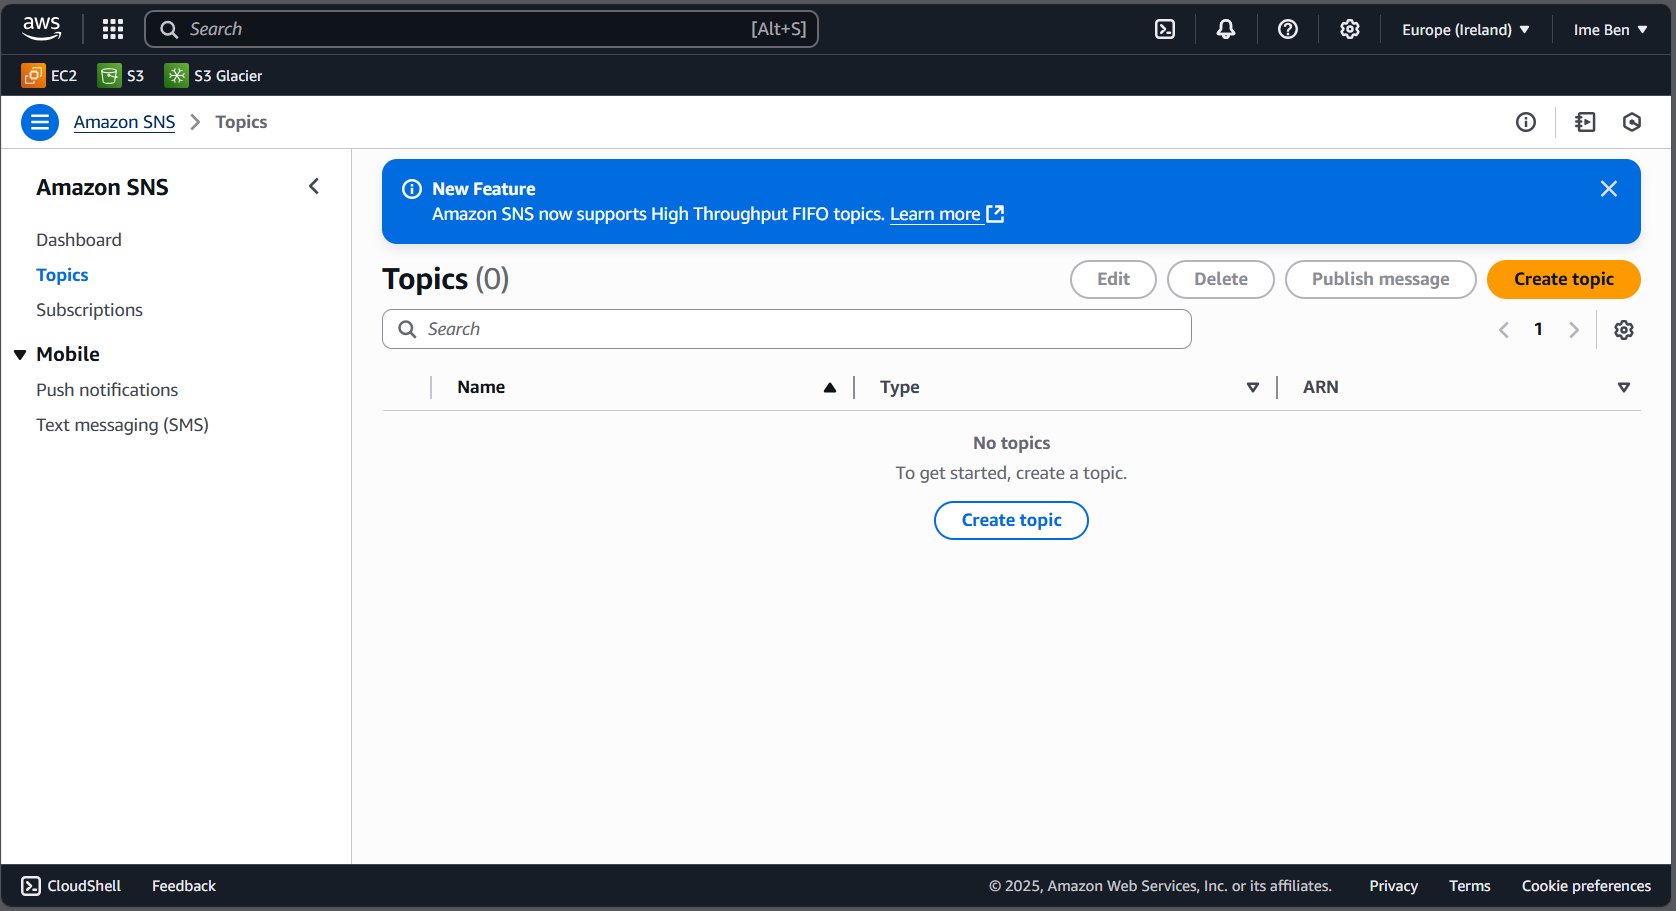 aws
Search [Alt+S]
Europe (Ireland)
Ime Ben
EC2
S3
S3 Glacier
Amazon SNS
Topics
Amazon SNS
Dashboard
Topics
Subscriptions
Mobile
Push notifications
Text messaging (SMS)
New Feature
Amazon SNS now supports High Throughput FIFO topics. Learn more
Topics (0)
Edit
Delete
Publish message
Create topic
Search
1
Name
Type
ARN
No topics
To get started, create a topic.
Create topic
CloudShell
Feedback
© 2025, Amazon Web Services, Inc. or its affiliates.
Privacy
Terms
Cookie preferences